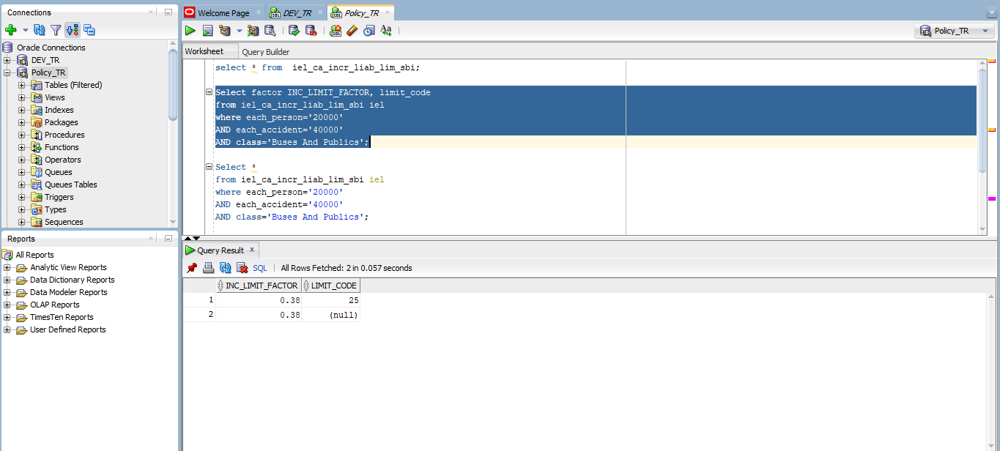 Connections
Oracle Connections
DEV_TR
Policy_TR
Tables (Filtered)
Views
Indexes
Packages
Procedures
Functions
Operators
Queues
Queues Tables
Triggers
Types
Sequences
Reports
All Reports
Analytic View Reports
Data Dictionary Reports
Data Modeler Reports
OLAP Reports
TimesTen Reports
User Defined Reports
Welcome Page DEV_TR Policy_TR
Policy_TR
Worksheet Query Builder
select * from  iel_ca_incr_liab_lim_sbi;
Select factor INC_LIMIT_FACTOR, limit_code
from iel_ca_incr_liab_lim_sbi iel
where each_person='20000'
AND each_accident='40000'
AND class='Buses And Publics';
Select *
from iel_ca_incr_liab_lim_sbi iel
where each_person='20000'
AND each_accident='40000'
AND class='Buses And Publics';
Query Result x
SQL | All Rows Fetched: 2 in 0.057 seconds
INC_LIMIT_FACTOR LIMIT_CODE
1 0.38 25
2 0.38 (null)